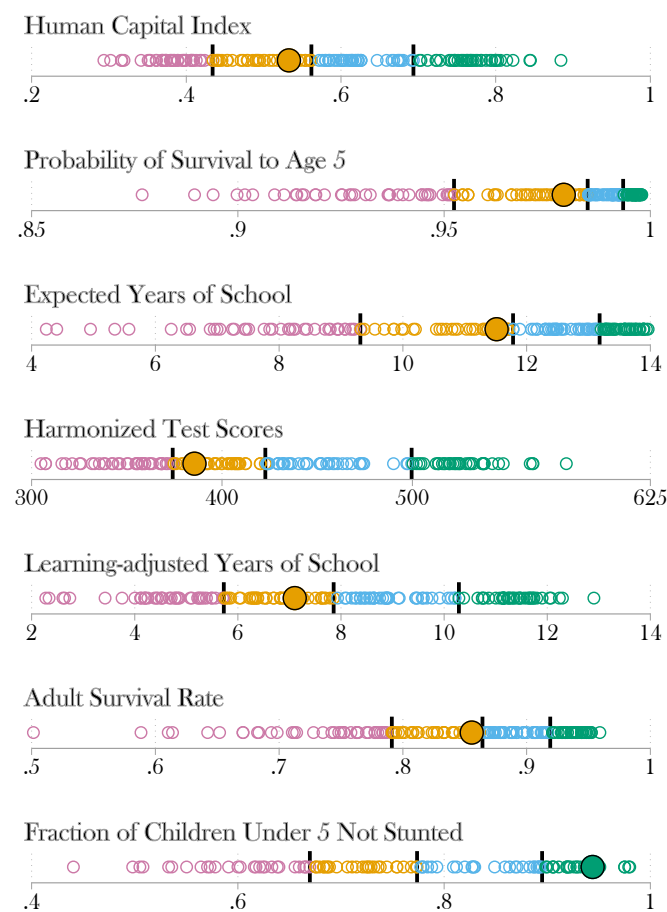 Human Capital Index
.2 .4 .6 .8 1
Probability of Survival to Age 5
.85 .9 .95 1
Expected Years of School
4 6 8 10 12 14
Harmonized Test Scores
300 400 500 625
Learning-adjusted Years of School
2 4 6 8 10 12 14
Adult Survival Rate
.5 .6 .7 .8 .9 1
Fraction of Children Under 5 Not Stunted
.4 .6 .8 1